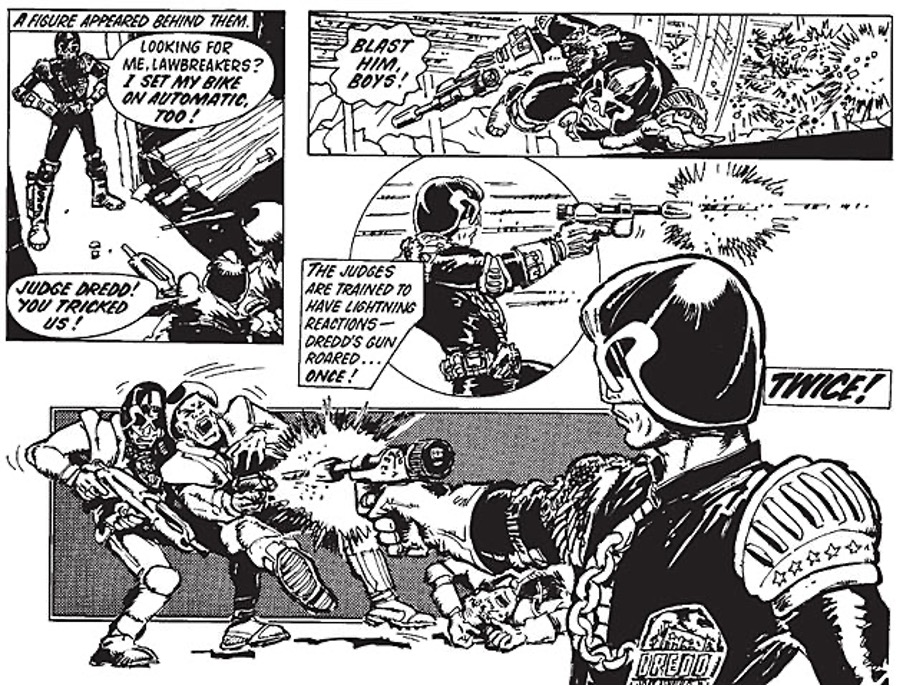 A FIGURE APPEARED BEHIND THEM.
LOOKING FOR
ME, LAWBREAKERS?
I SET MY BIKE
ON AUTOMATIC,
TOO!
JUDGE DREDD!
YOU TRICKED
US!
BLAST
HIM,
BOYS!
THE JUDGES
ARE TRAINED TO
HAVE LIGHTNING
REACTIONS —
DREDD'S GUN
ROARED...
ONCE!
TWICE!
DREDD